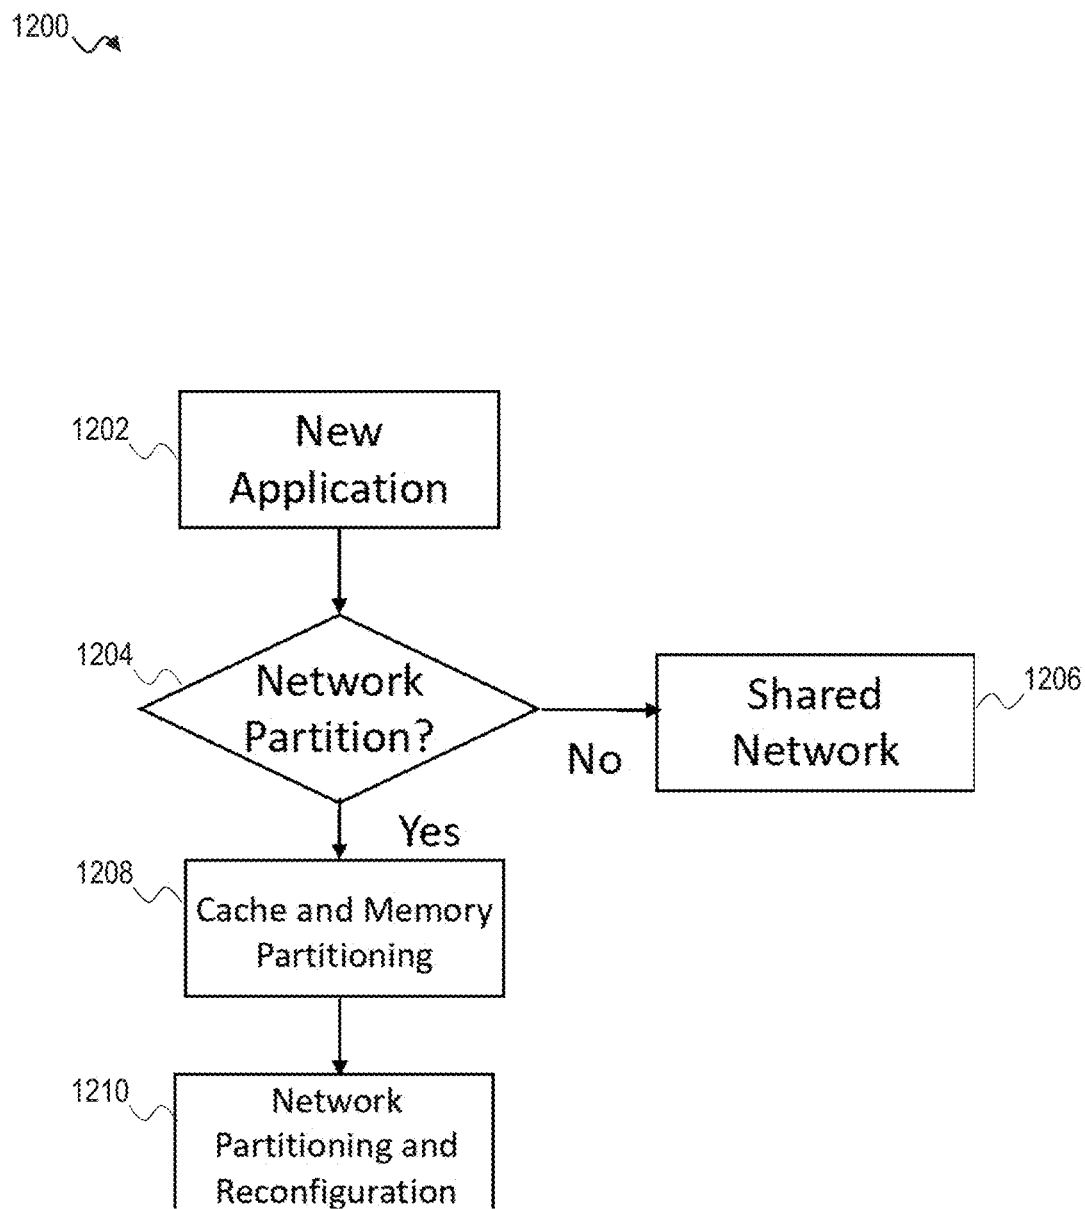 1200
1202
New
Application
1204
Network
Partition?
No
Shared
Network
1206
Yes
1208
Cache and Memory
Partitioning
1210
Network
Partitioning and
Reconfiguration